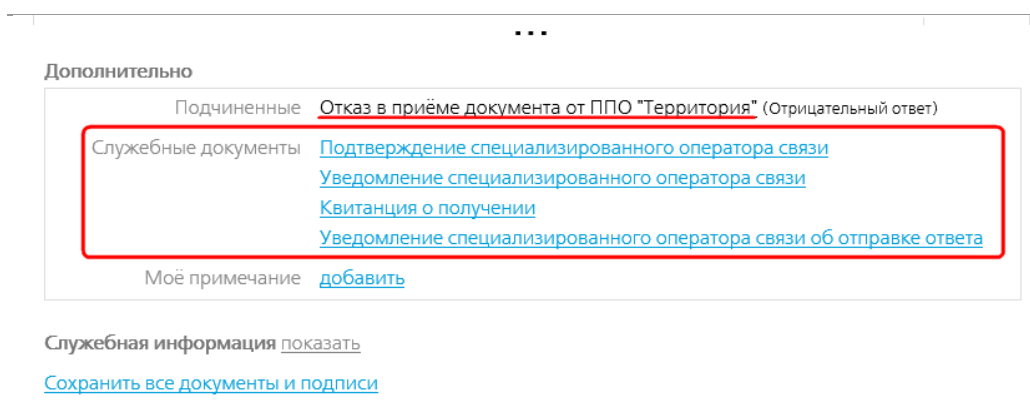 ...
Дополнительно
Подчиненные Отказ в приёме документа от ППО "Территория" (Отрицательный ответ)
Служебные документы Подтверждение специализированного оператора связи
Уведомление специализированного оператора связи
Квитанция о получении
Уведомление специализированного оператора связи об отправке ответа
Моё примечание добавить
Служебная информация показать
Сохранить все документы и подписи